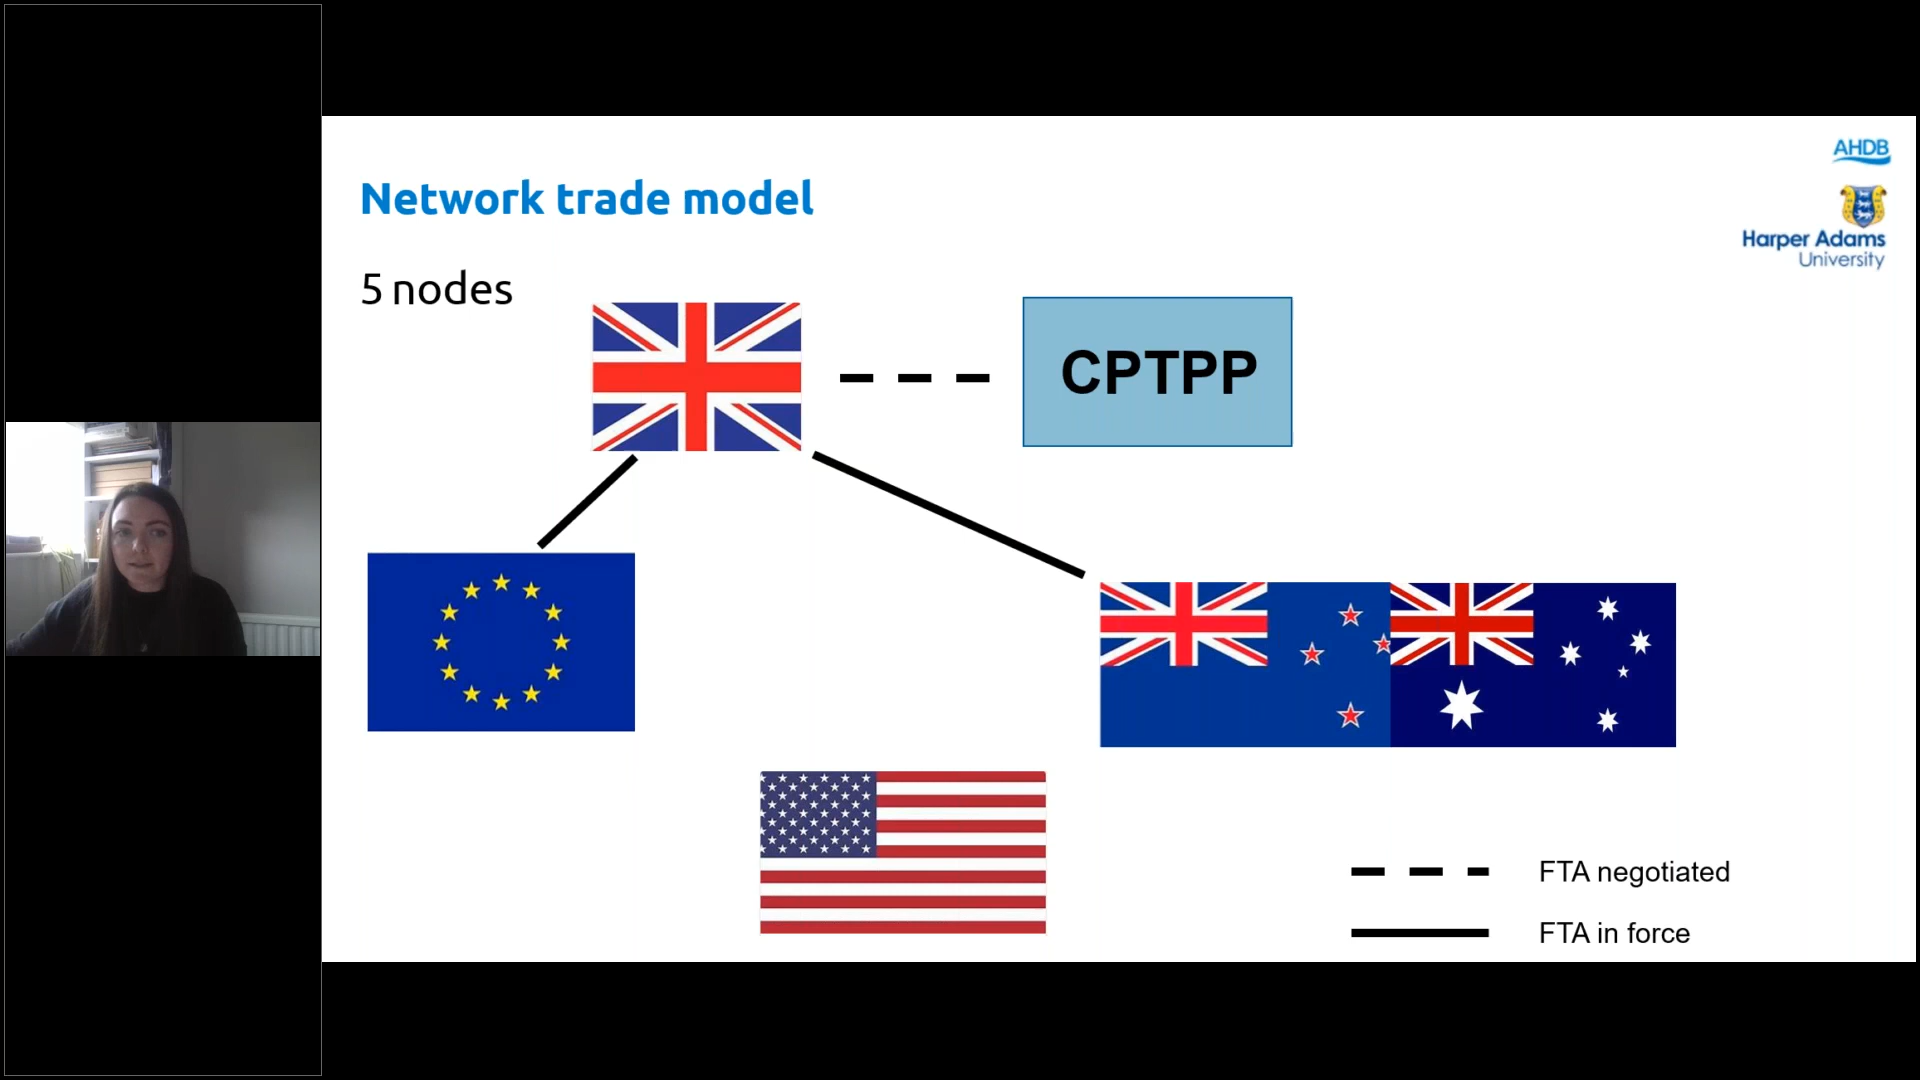 AHDB
Network trade model
Harper Adams
University
5 nodes
CPTPP
FTA negotiated
FTA in force